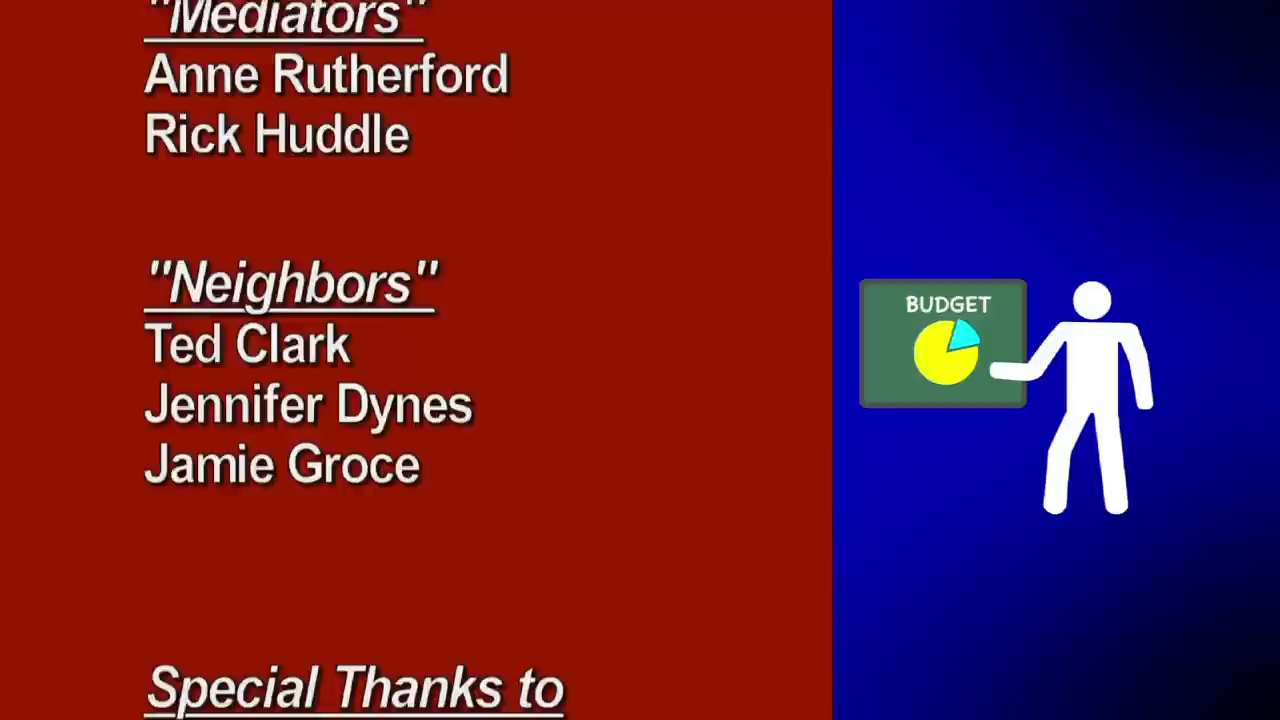 "Mediators"
Anne Rutherford
Rick Huddle
"Neighbors"
Ted Clark
Jennifer Dynes
Jamie Groce
Special Thanks to
BUDGET